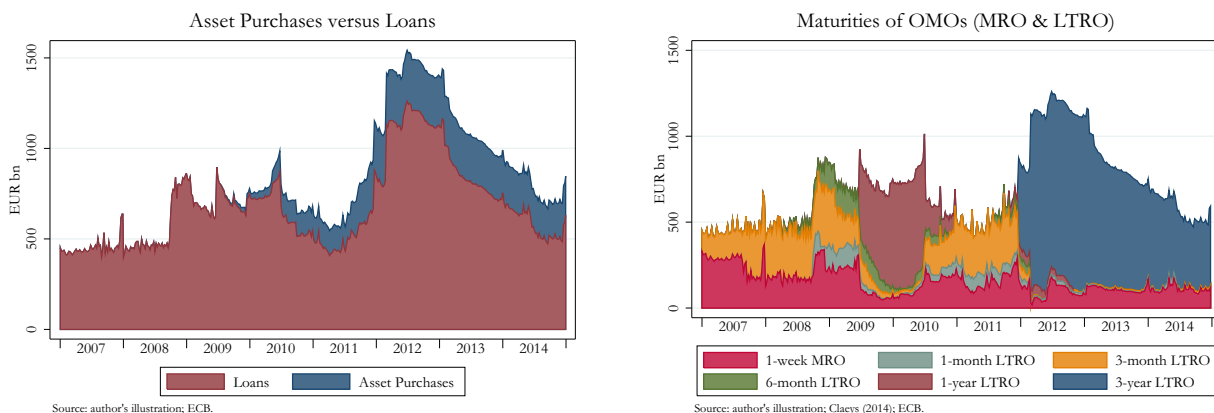 Asset Purchases versus Loans
EUR bn
1500
1000
500
0
2007 2008 2009 2010 2011 2012 2013 2014
Loans Asset Purchases
Source: author's illustration; ECB.
Maturities of OMOs (MRO & LTRO)
EUR bn
1500
1000
500
0
2007 2008 2009 2010 2011 2012 2013 2014
1-week MRO 1-month LTRO 3-month LTRO
6-month LTRO 1-year LTRO 3-year LTRO
Source: author's illustration; Claeys (2014); ECB.